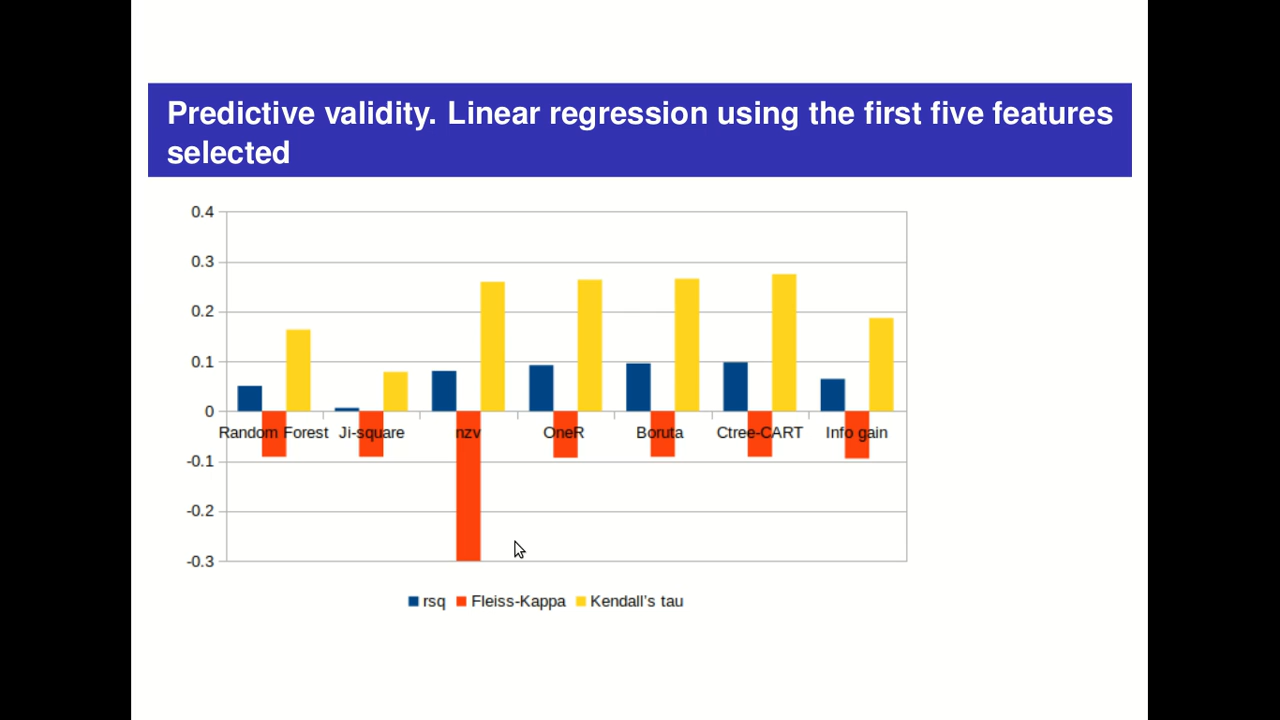 Predictive validity. Linear regression using the first five features
selected
0.4
0.3
0.2
0.1
0
-0.1
-0.2
-0.3
Random Forest Ji-square nzv OneR Boruta Ctree-CART Info gain
rsq Fleiss-Kappa Kendall's tau